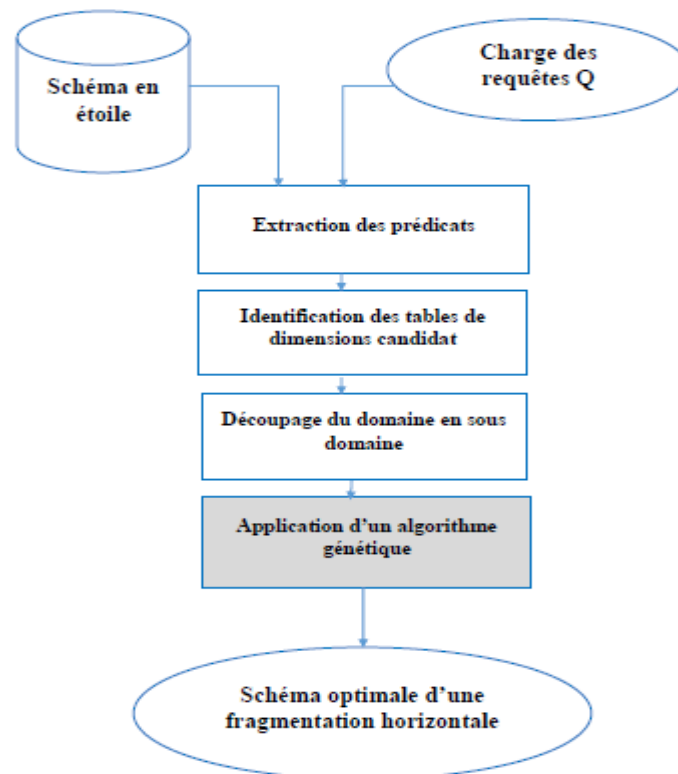 Schéma en
étoile
Charge des
requêtes Q
Extraction des prédicats
Identification des tables de
dimensions candidat
Découpage du domaine en sous
domaine
Application d’un algorithme
génétique
Schéma optimale d’une
fragmentation horizontale